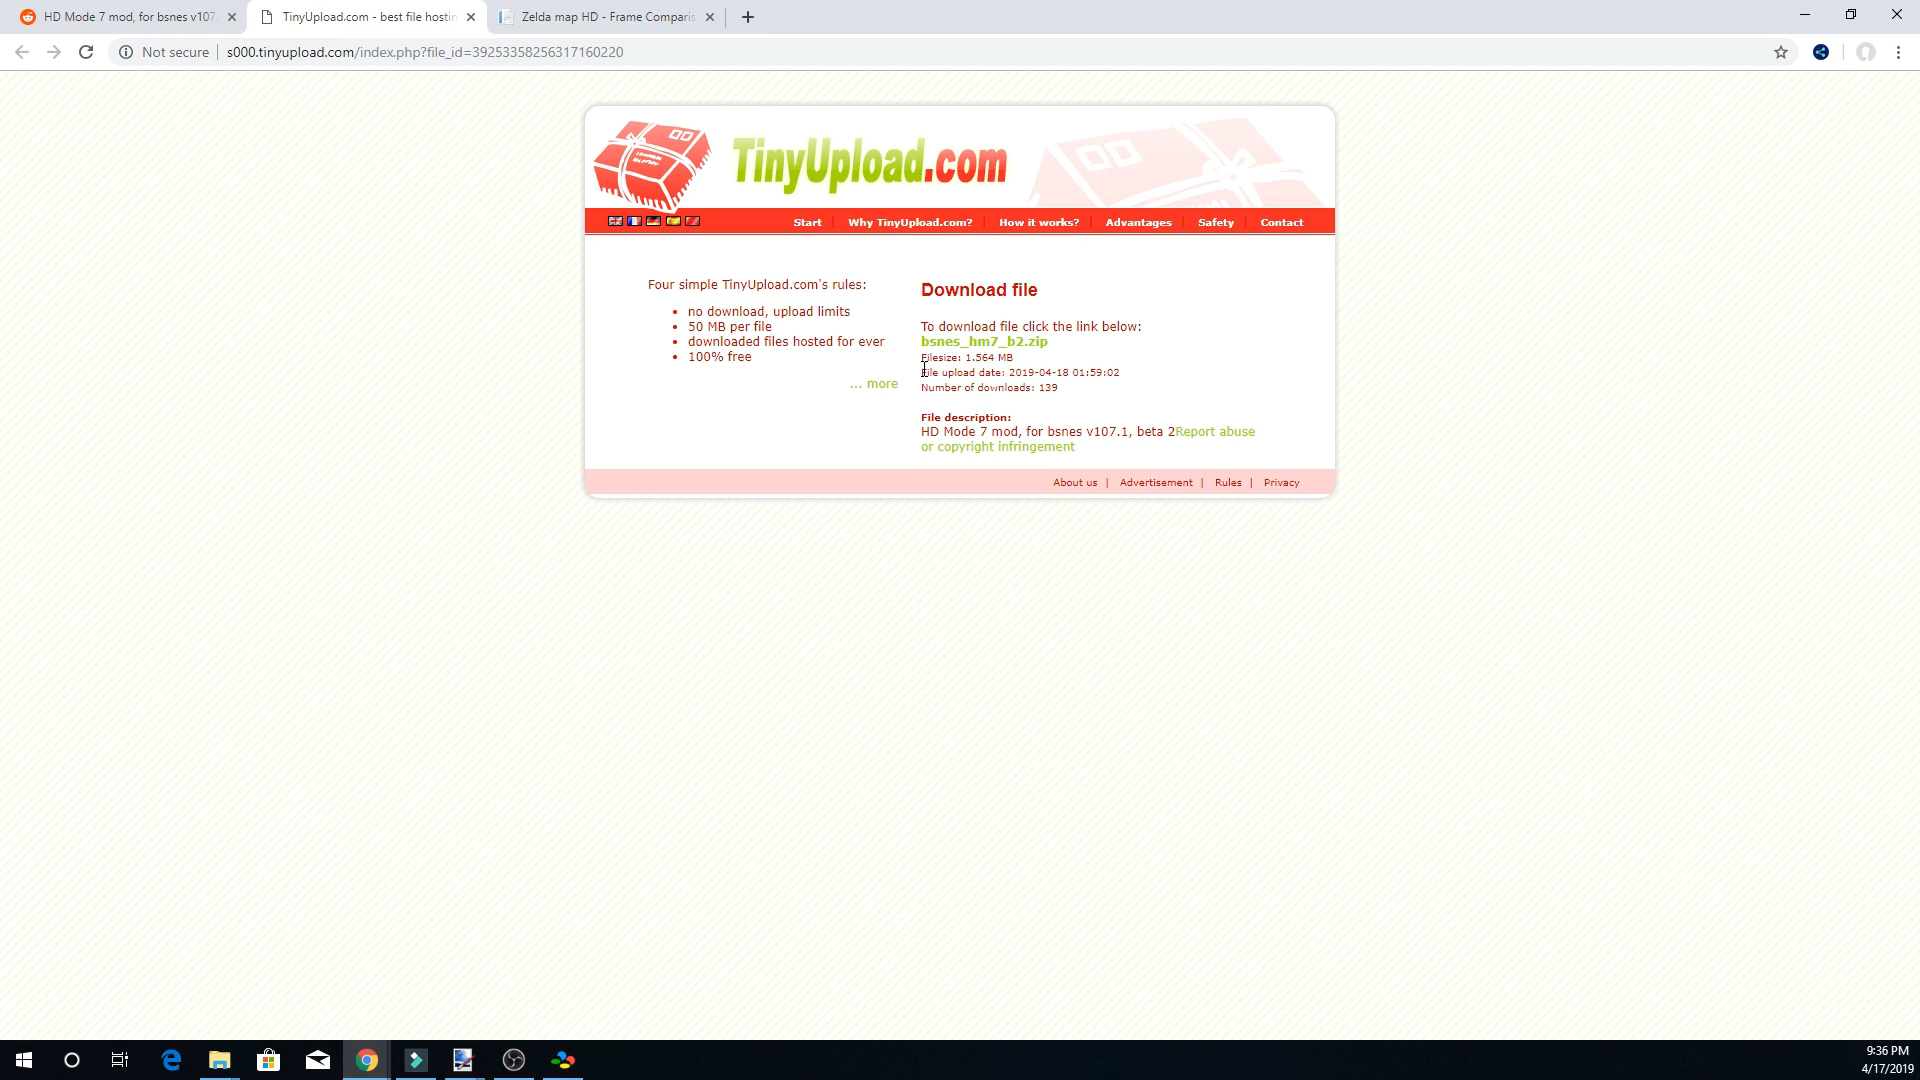 HD Mode 7 mod, for bsnes v107.
TinyUpload.com - best file hostin
Zelda map HD - Frame Comparis
Not secure
s000.tinyupload.com/index.php?file_id=39253358256317160220
TinyUpload.com
Start
Why TinyUpload.com?
How it works?
Advantages
Safety
Contact
Four simple TinyUpload.com's rules:
no download, upload limits
50 MB per file
downloaded files hosted for ever
100% free
... more
Download file
To download file click the link below:
bsnes_hm7_b2.zip
Filesize: 1.564 MB
File upload date: 2019-04-18 01:59:02
Number of downloads: 139
File description:
HD Mode 7 mod, for bsnes v107.1, beta 2Report abuse
or copyright infringement
About us | Advertisement | Rules | Privacy
9:36 PM
4/17/2019